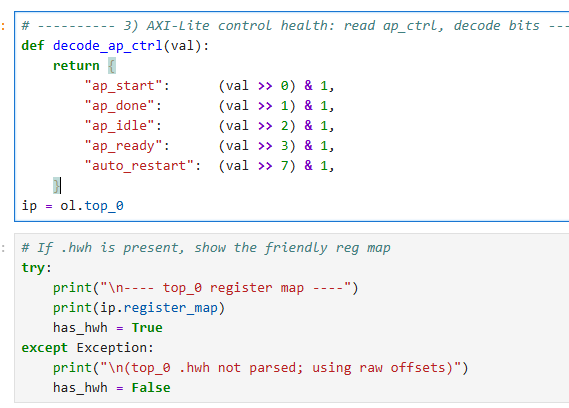 # ---------- 3) AXI-Lite control health: read ap_ctrl, decode bits ---
def decode_ap_ctrl(val):
    return {
        "ap_start":      (val >> 0) & 1,
        "ap_done":       (val >> 1) & 1,
        "ap_idle":       (val >> 2) & 1,
        "ap_ready":      (val >> 3) & 1,
        "auto_restart":  (val >> 7) & 1,
    }
ip = ol.top_0
# If .hwh is present, show the friendly reg map
try:
    print("\n---- top_0 register map ----")
    print(ip.register_map)
    has_hwh = True
except Exception:
    print("\n(top_0 .hwh not parsed; using raw offsets)")
    has_hwh = False